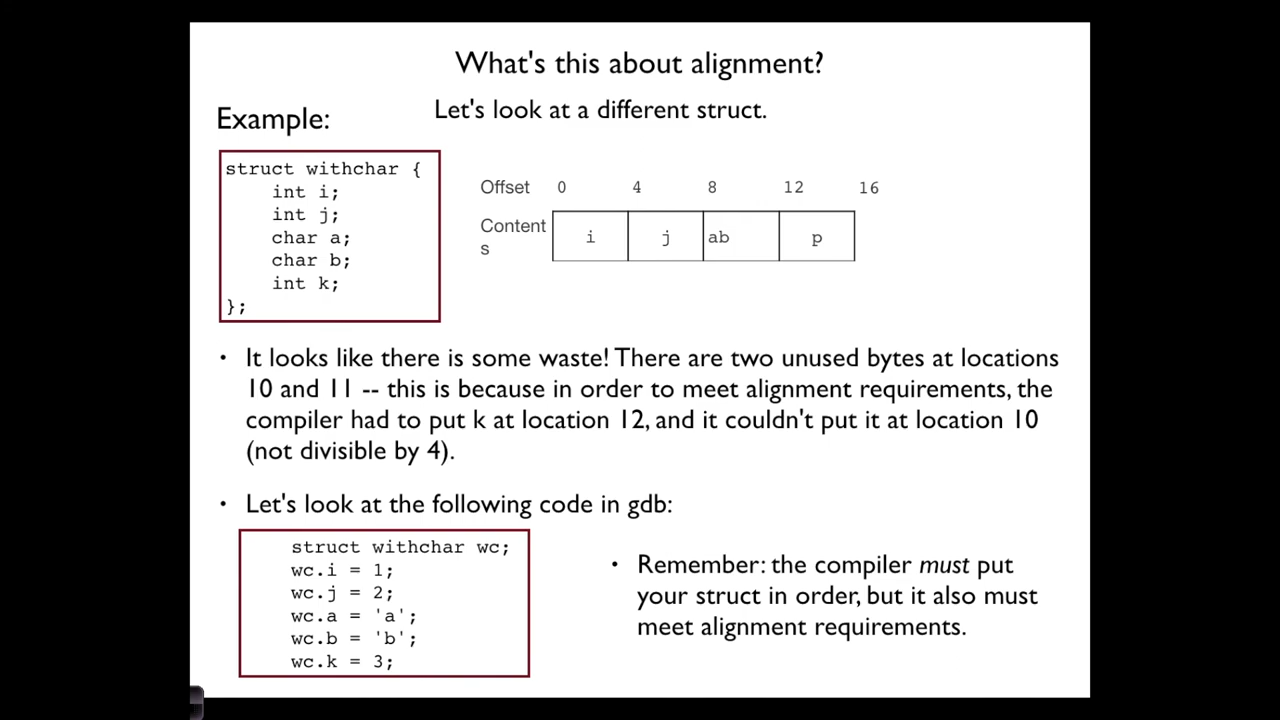 What's this about alignment?
Example:
Let's look at a different struct.
struct withchar {
    int i;
    int j;
    char a;
    char b;
    int k;
};
Offset 0 4 8 12 16
Content
s
i j ab p
• It looks like there is some waste! There are two unused bytes at locations
10 and 11 -- this is because in order to meet alignment requirements, the
compiler had to put k at location 12, and it couldn't put it at location 10
(not divisible by 4).
• Let's look at the following code in gdb:
struct withchar wc;
wc.i = 1;
wc.j = 2;
wc.a = 'a';
wc.b = 'b';
wc.k = 3;
• Remember: the compiler must put
your struct in order, but it also must
meet alignment requirements.